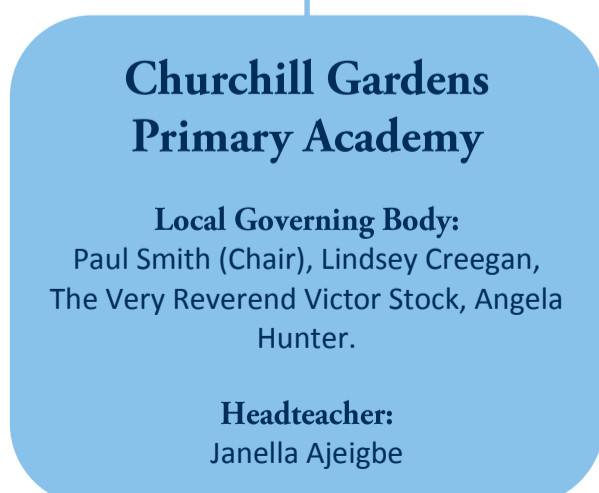 Churchill Gardens
Primary Academy
Local Governing Body:
Paul Smith (Chair), Lindsey Creegan,
The Very Reverend Victor Stock, Angela
Hunter.
Headteacher:
Janella Ajeigbe